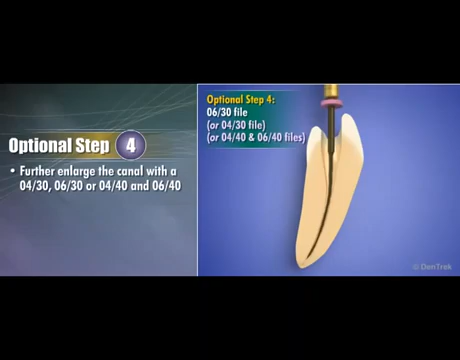 Optional Step 4
• Further enlarge the canal with a
04/30, 06/30 or 04/40 and 06/40
Optional Step 4:
06/30 file
(or 04/30 file)
(or 04/40 & 06/40 files)
© DenTrek